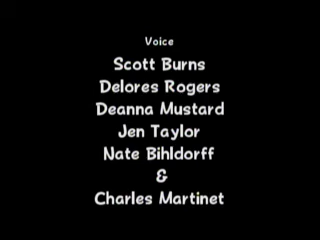 Voice
Scott Burns
Delores Rogers
Deanna Mustard
Jen Taylor
Nate Bihldorff
&
Charles Martinet